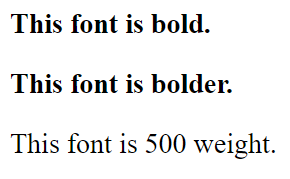 This font is bold.
This font is bolder.
This font is 500 weight.